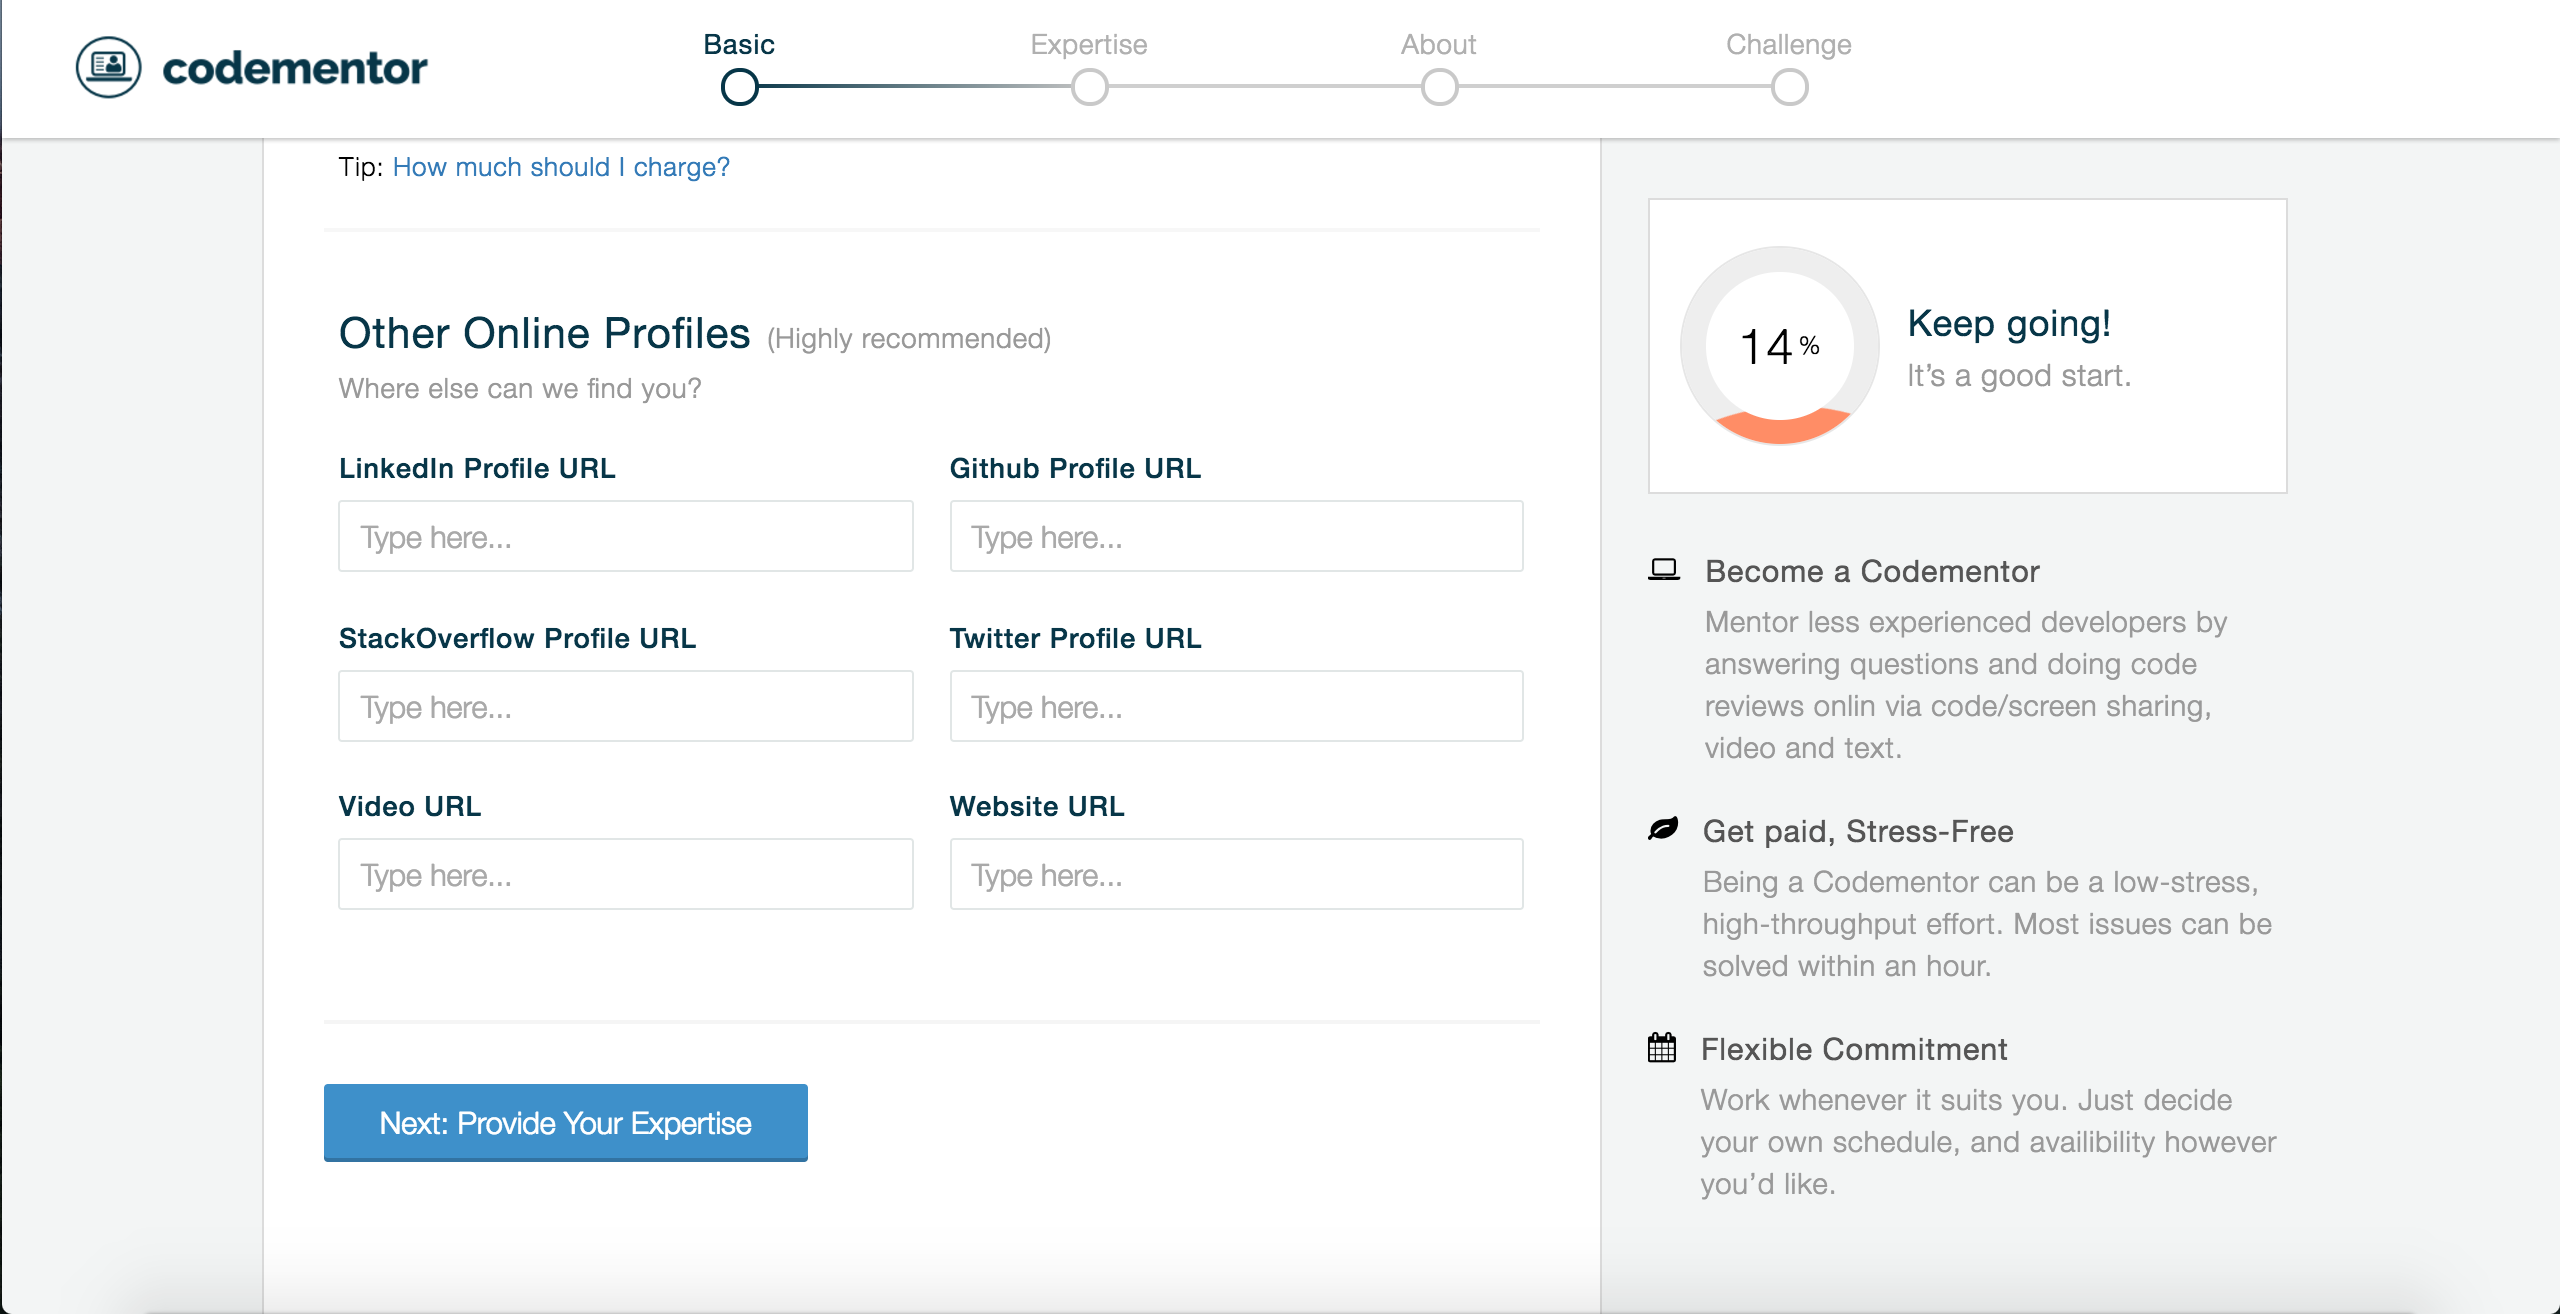 codementor
Basic
Expertise
About
Challenge
Tip: How much should I charge?
Other Online Profiles (Highly recommended)
Where else can we find you?
LinkedIn Profile URL
Github Profile URL
Type here...
Type here...
StackOverflow Profile URL
Twitter Profile URL
Type here...
Type here...
Video URL
Website URL
Type here...
Type here...
Next: Provide Your Expertise
14 %
Keep going!
It's a good start.
Become a Codementor
Mentor less experienced developers by
answering questions and doing code
reviews onlin via code/screen sharing,
video and text.
Get paid, Stress-Free
Being a Codementor can be a low-stress,
high-throughput effort. Most issues can be
solved within an hour.
Flexible Commitment
Work whenever it suits you. Just decide
your own schedule, and availibility however
you'd like.